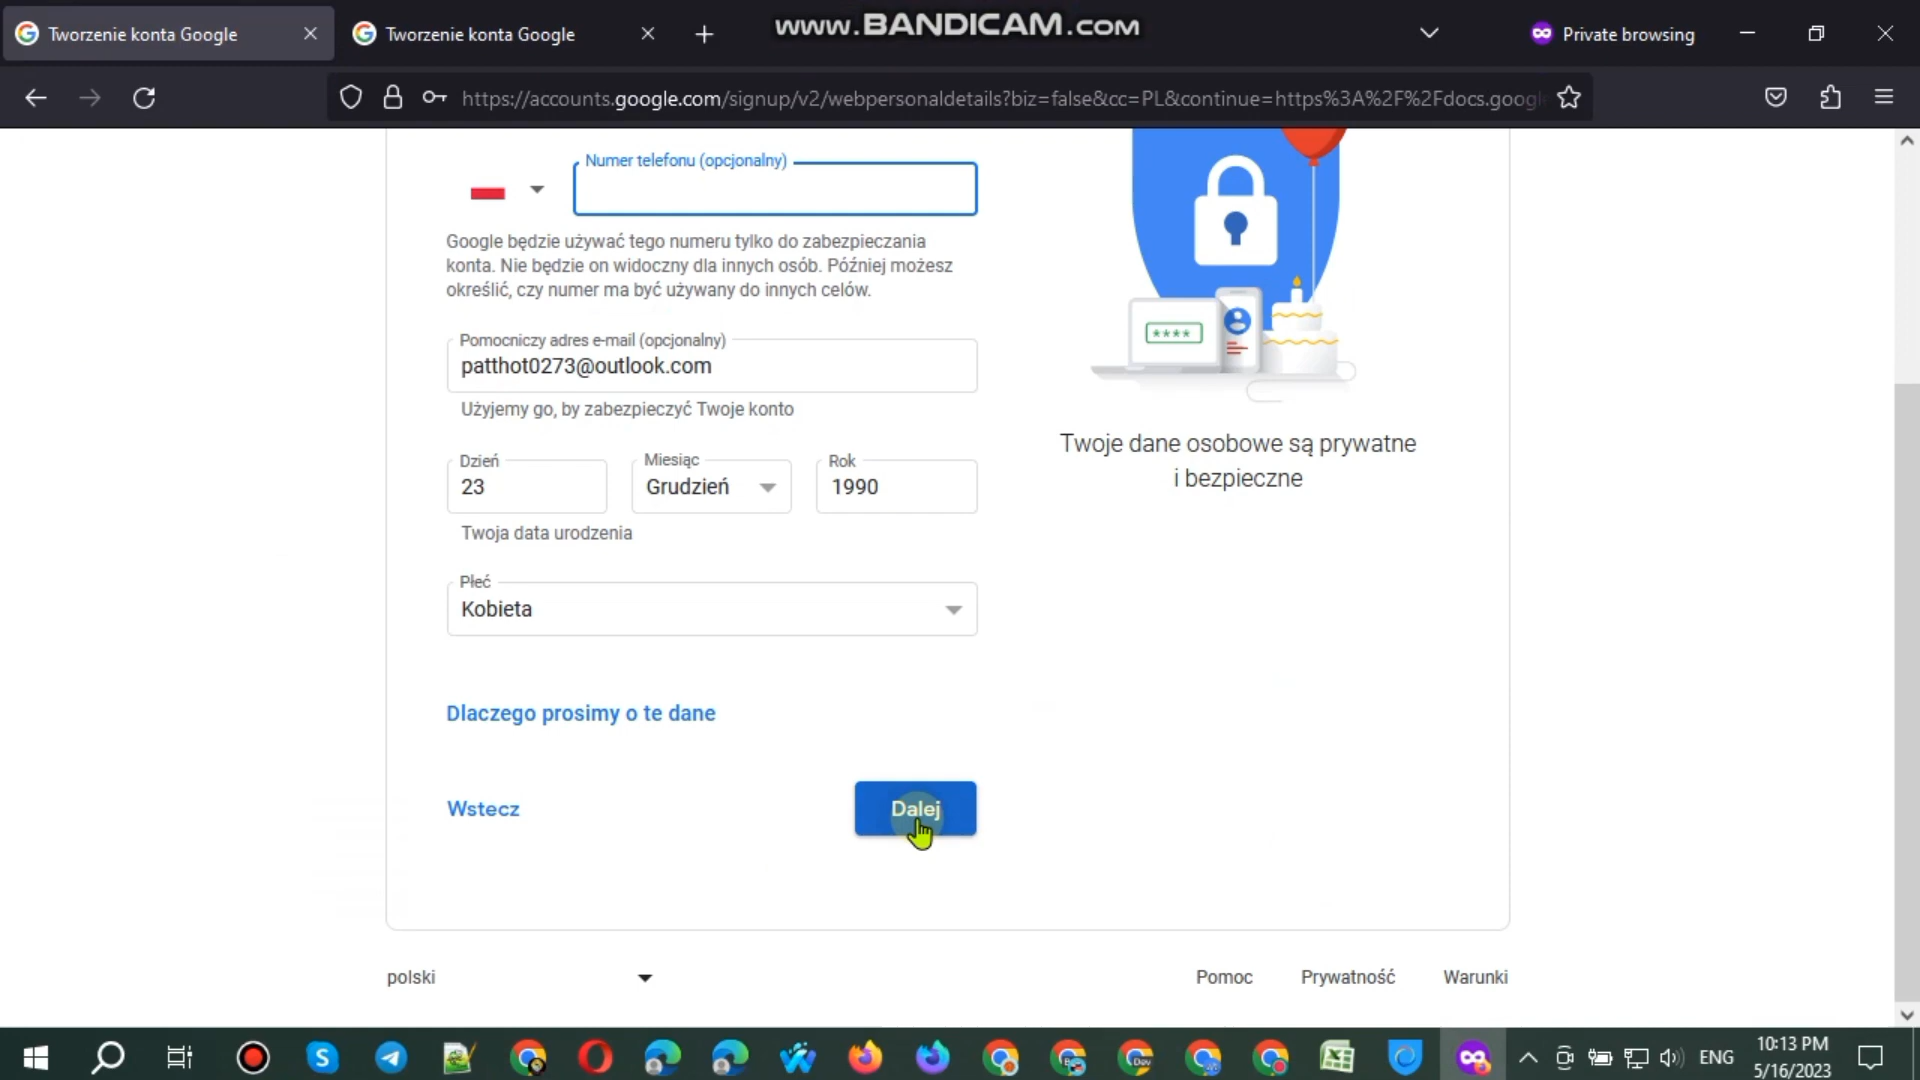 Tworzenie konta Google
Tworzenie konta Google
www.BANDICAM.com
Private browsing
https://accounts.google.com/signup/v2/webpersonaldetails?biz=false&cc=PL&continue=https%3A%2F%2Fdocs.google
Numer telefonu (opcjonalny)
Google będzie używać tego numeru tylko do zabezpieczania
konta. Nie będzie on widoczny dla innych osób. Później możesz
określić, czy numer ma być używany do innych celów.
Pomocniczy adres e-mail (opcjonalny)
patthot0273@outlook.com
Użyjemy go, by zabezpieczyć Twoje konto
Dzień
Miesiąc
Rok
23
Grudzień
1990
Twoja data urodzenia
Płeć
Kobieta
Dlaczego prosimy o te dane
Wstecz
Dalej
****
Twoje dane osobowe są prywatne
i bezpieczne
polski
Pomoc
Prywatność
Warunki
ENG
10:13 PM
5/16/2023